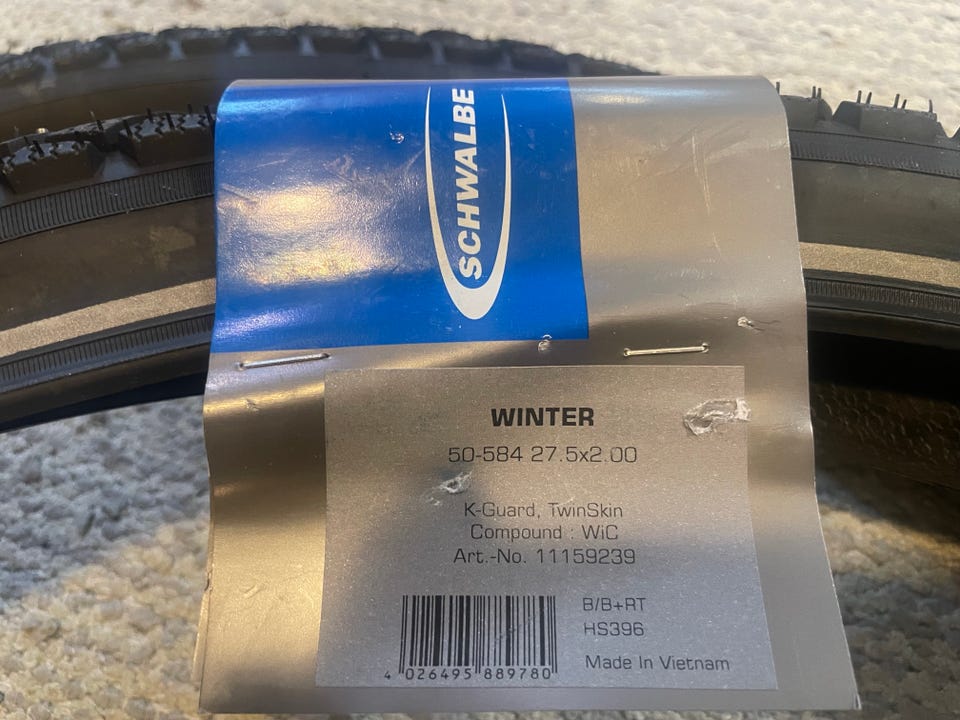 SCHWALBE
WINTER
50-584 27.5x2.00
K-Guard, TwinSkin
Compound : WiC
Art.-No. 11159239
B/B+RT
HS396
4 026495 889780
Made In Vietnam